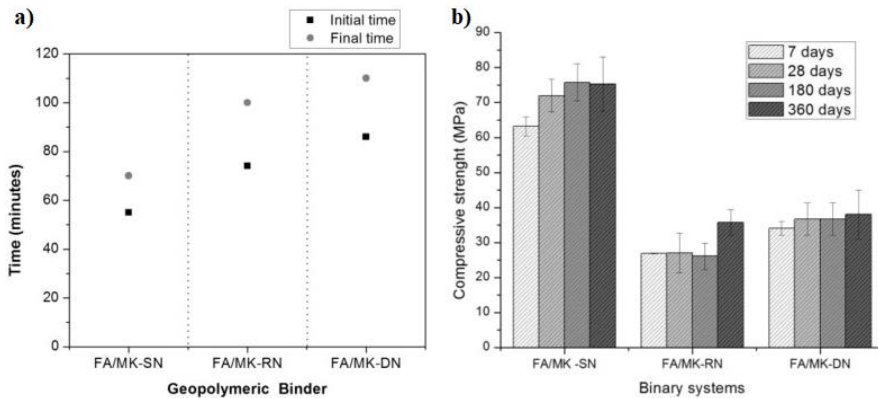 a)
Initial time
Final time
120
100
80
60
40
20
0
Time (minutes)
FA/MK-SN
FA/MK-RN
FA/MK-DN
Geopolymeric Binder
b)
7 days
28 days
180 days
360 days
90
80
70
60
50
40
30
20
10
0
Compressive strenght (MPa)
FA/MK -SN
FA/MK-RN
FA/MK-DN
Binary systems